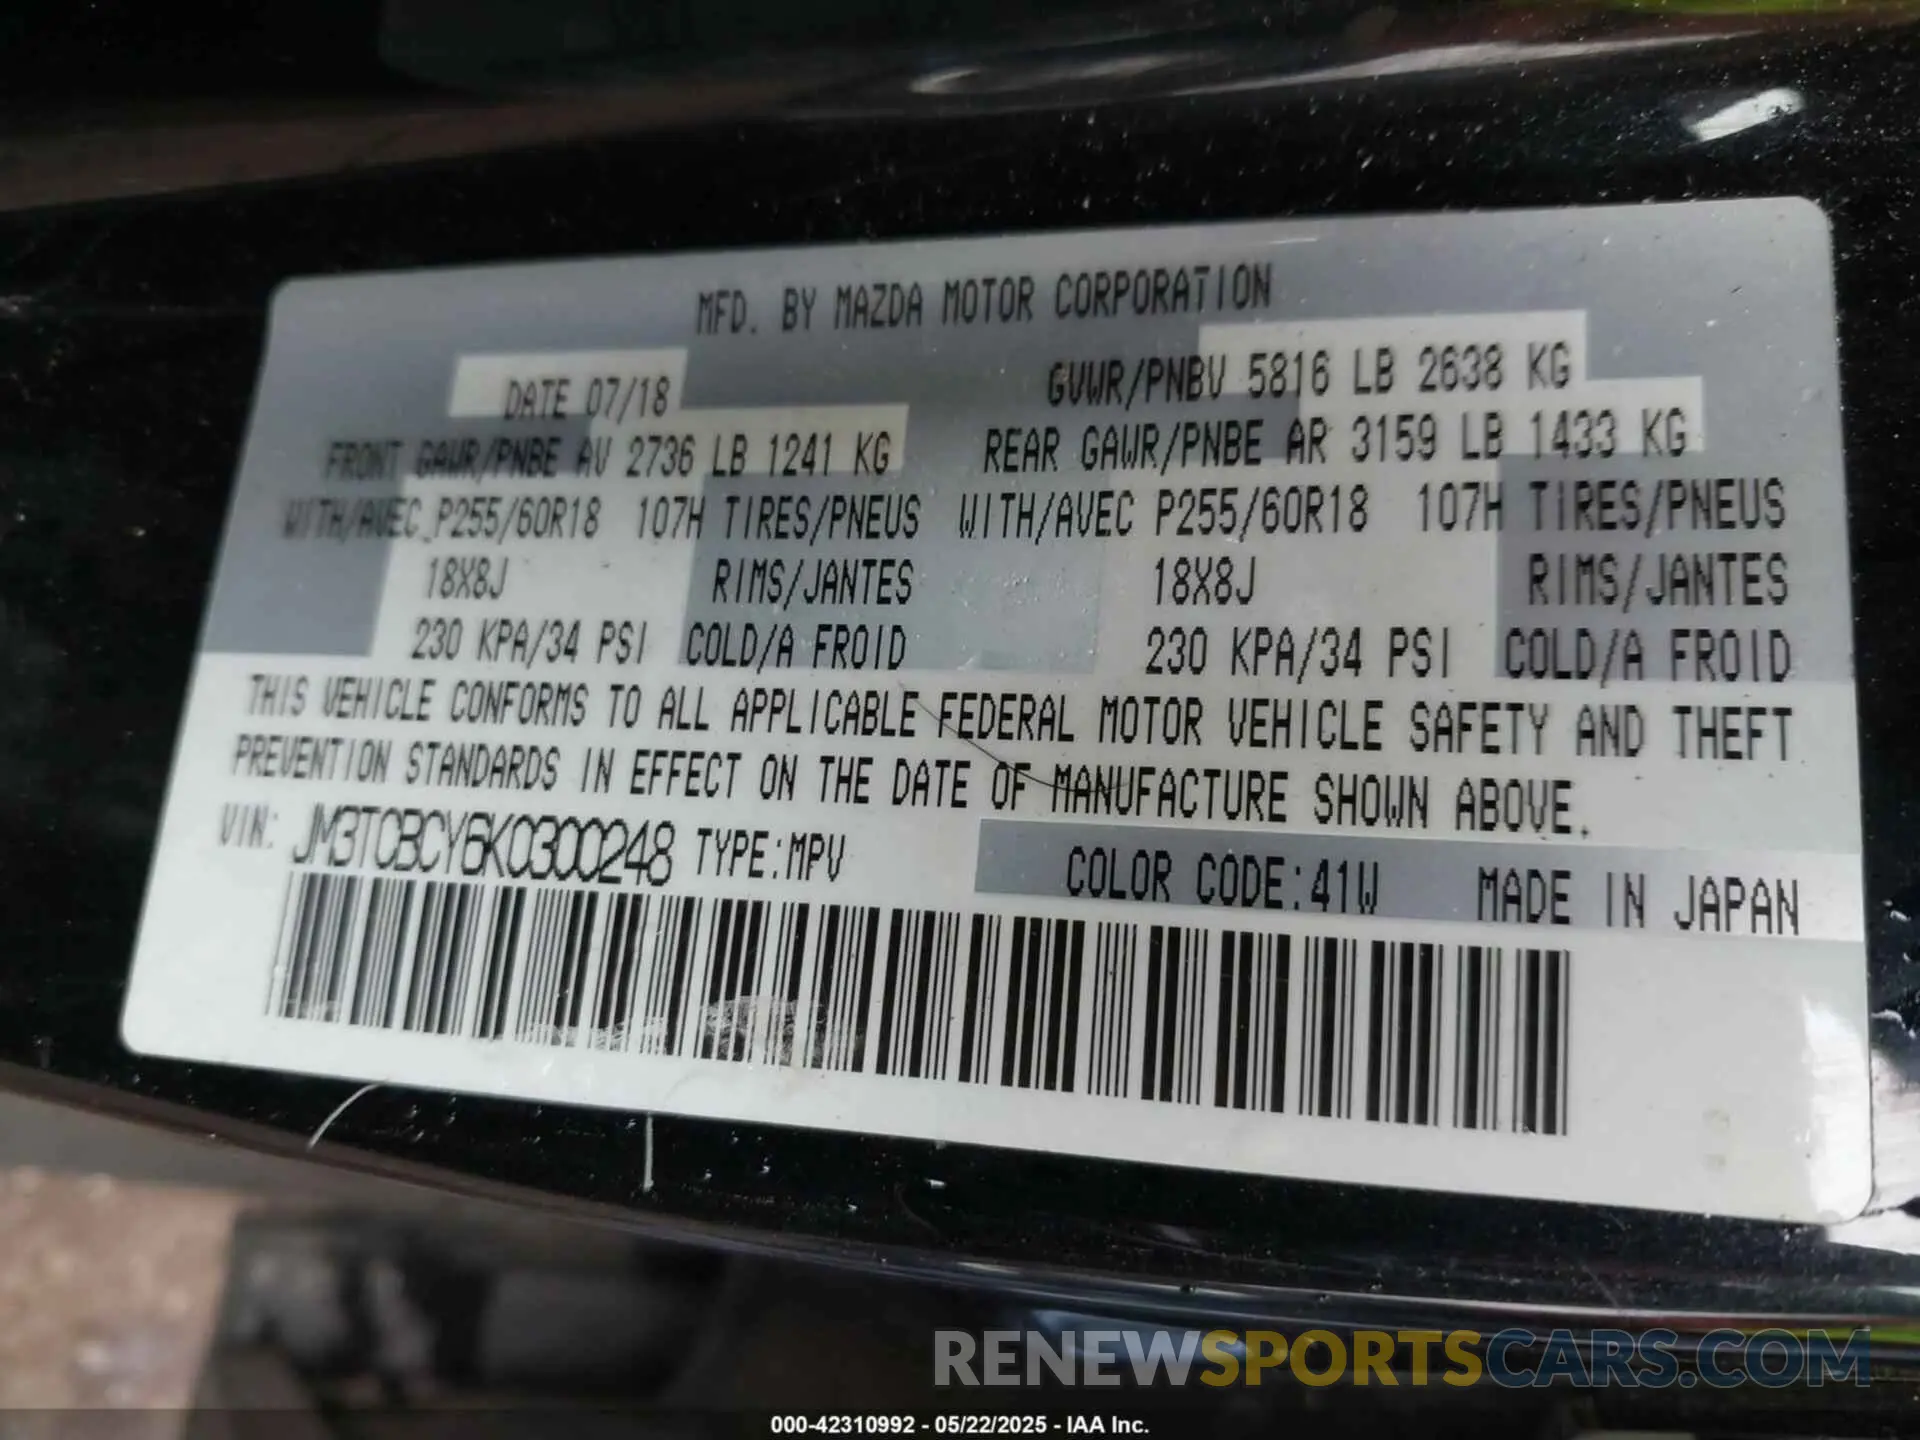 MFD. BY MAZDA MOTOR CORPORATION
DATE 07/18 GVWR/PNBV 5816 LB 2638 KG
FRONT GAWR/PNBE AV 2736 LB 1241 KG REAR GAWR/PNBE AR 3159 LB 1433 KG
WITH/AVEC P255/60R18 107H TIRES/PNEUS WITH/AVEC P255/60R18 107H TIRES/PNEUS
18X8J RIMS/JANTES 18X8J RIMS/JANTES
230 KPA/34 PSI COLD/A FROID 230 KPA/34 PSI COLD/A FROID
THIS VEHICLE CONFORMS TO ALL APPLICABLE FEDERAL MOTOR VEHICLE SAFETY AND THEFT
PREVENTION STANDARDS IN EFFECT ON THE DATE OF MANUFACTURE SHOWN ABOVE.
VIN: JM3TCBCY6K0300248 TYPE:MPV COLOR CODE:41W MADE IN JAPAN
RENEWSPORTSCARS.COM
000-42310992 - 05/22/2025 - IAA Inc.